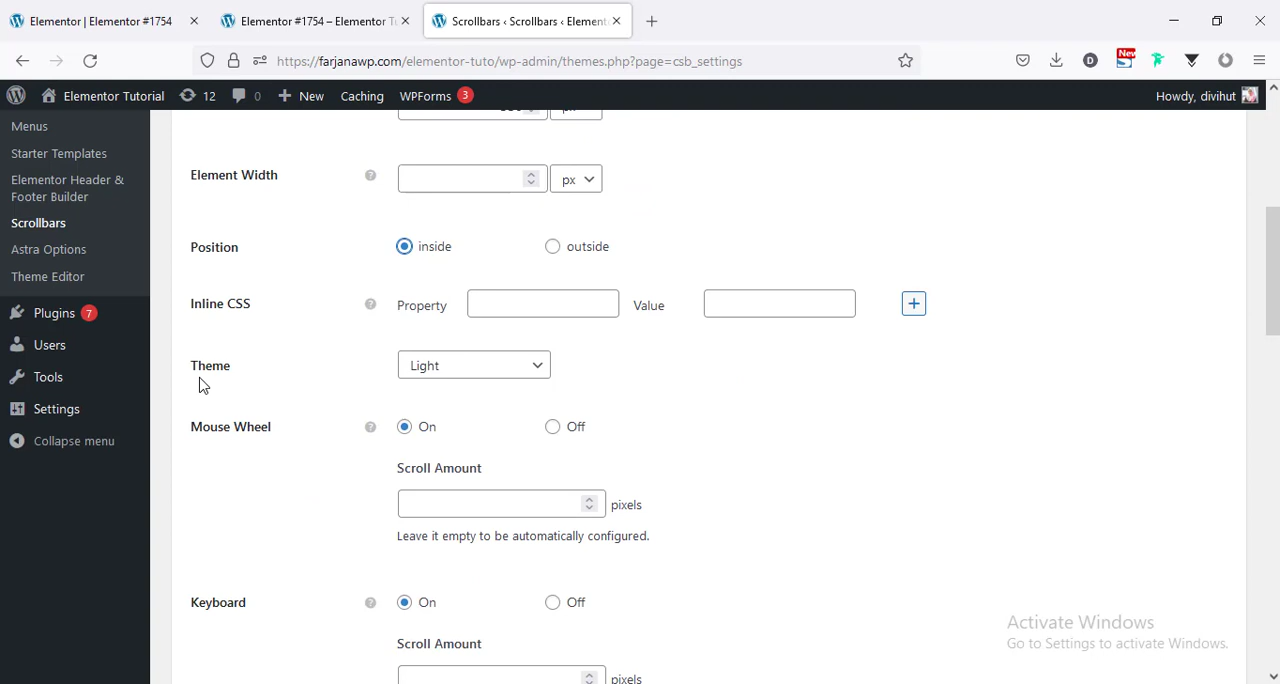 Elementor | Elementor #1754
Elementor #1754 – Elementor Tu
Scrollbars ‹ Scrollbars ‹ Element
https://farjanawp.com/elementor-tuto/wp-admin/themes.php?page=csb_settings
New
Elementor Tutorial
12
0
New
Caching
WPForms 3
Howdy, divihut
Menus
Starter Templates
Elementor Header &
Footer Builder
Scrollbars
Astra Options
Theme Editor
Plugins 7
Users
Tools
Settings
Collapse menu
Element Width
px
Position
inside
outside
Inline CSS
Property
Value
Theme
Light
Mouse Wheel
On
Off
Scroll Amount
pixels
Leave it empty to be automatically configured.
Keyboard
On
Off
Scroll Amount
pixels
Activate Windows
Go to Settings to activate Windows.